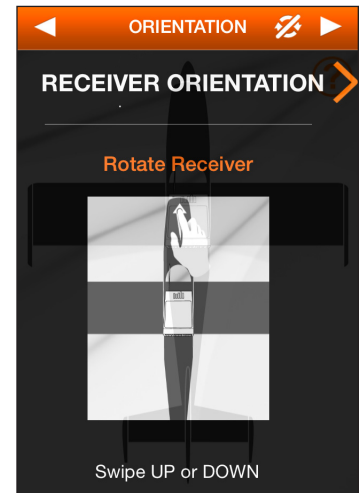 ORIENTATION
RECEIVER ORIENTATION
Rotate Receiver
Swipe UP or DOWN